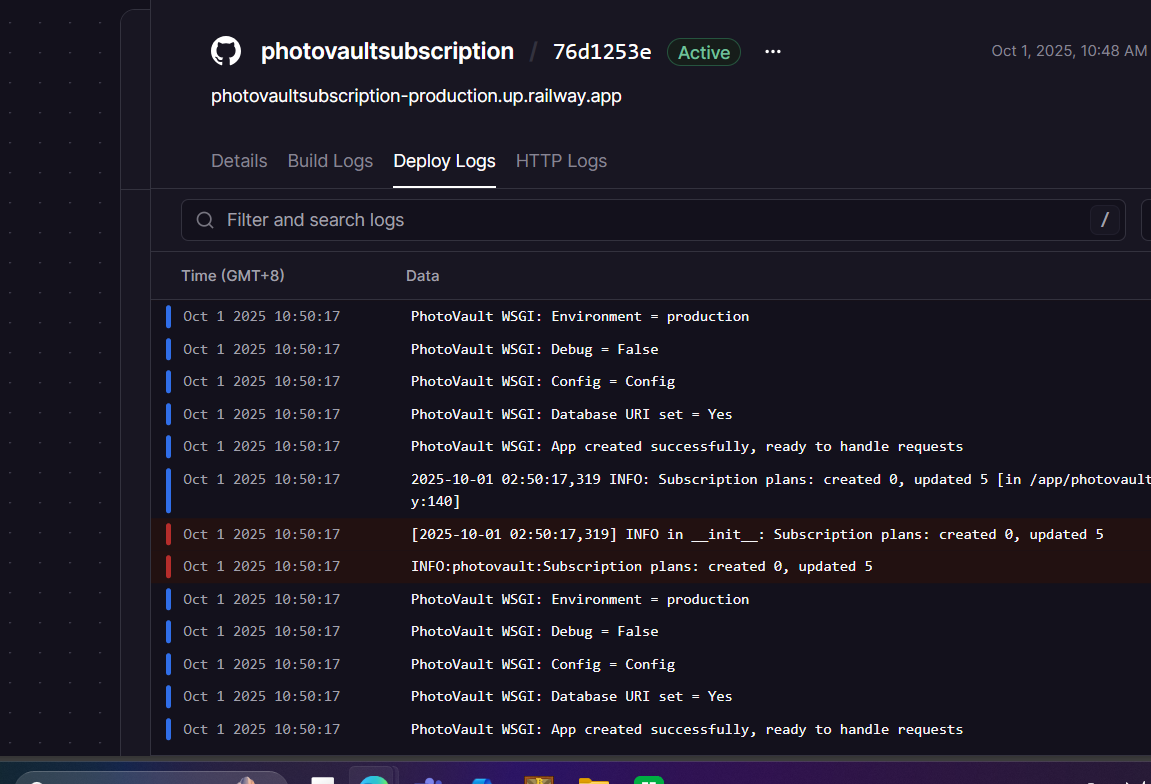 photovaultsubscription / 76d1253e Active ··· Oct 1, 2025, 10:48 AM
photovaultsubscription-production.up.railway.app
Details Build Logs Deploy Logs HTTP Logs
Filter and search logs /
Time (GMT+8) Data
Oct 1 2025 10:50:17 PhotoVault WSGI: Environment = production
Oct 1 2025 10:50:17 PhotoVault WSGI: Debug = False
Oct 1 2025 10:50:17 PhotoVault WSGI: Config = Config
Oct 1 2025 10:50:17 PhotoVault WSGI: Database URI set = Yes
Oct 1 2025 10:50:17 PhotoVault WSGI: App created successfully, ready to handle requests
Oct 1 2025 10:50:17 2025-10-01 02:50:17,319 INFO: Subscription plans: created 0, updated 5 [in /app/photovault
y:140]
Oct 1 2025 10:50:17 [2025-10-01 02:50:17,319] INFO in __init__: Subscription plans: created 0, updated 5
Oct 1 2025 10:50:17 INFO:photovault:Subscription plans: created 0, updated 5
Oct 1 2025 10:50:17 PhotoVault WSGI: Environment = production
Oct 1 2025 10:50:17 PhotoVault WSGI: Debug = False
Oct 1 2025 10:50:17 PhotoVault WSGI: Config = Config
Oct 1 2025 10:50:17 PhotoVault WSGI: Database URI set = Yes
Oct 1 2025 10:50:17 PhotoVault WSGI: App created successfully, ready to handle requests